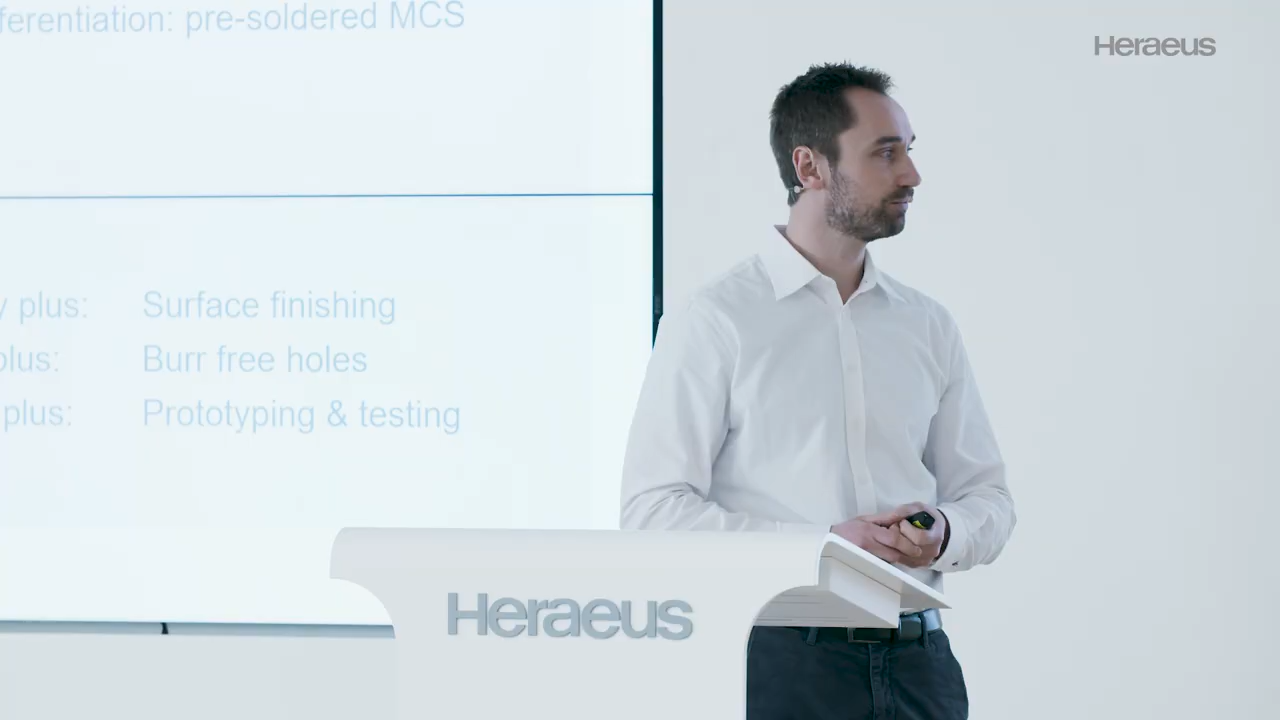 ferentiation: pre-soldered MCS
Heraeus
y plus: Surface finishing
plus: Burr free holes
plus: Prototyping & testing
Heraeus